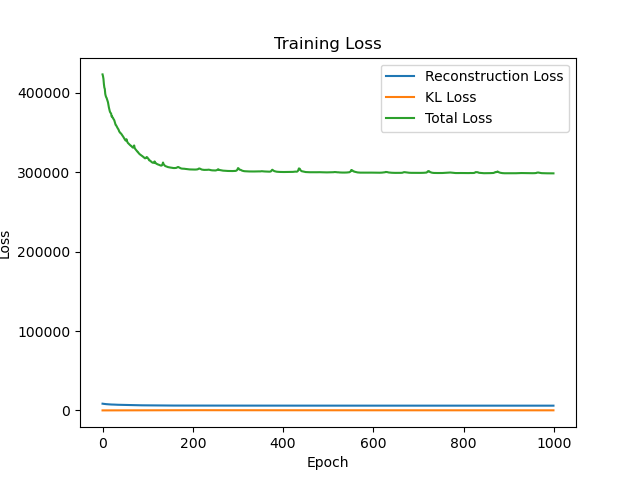 Training Loss
Reconstruction Loss
KL Loss
Total Loss
400000
300000
200000
100000
0
Loss
0 200 400 600 800 1000
Epoch